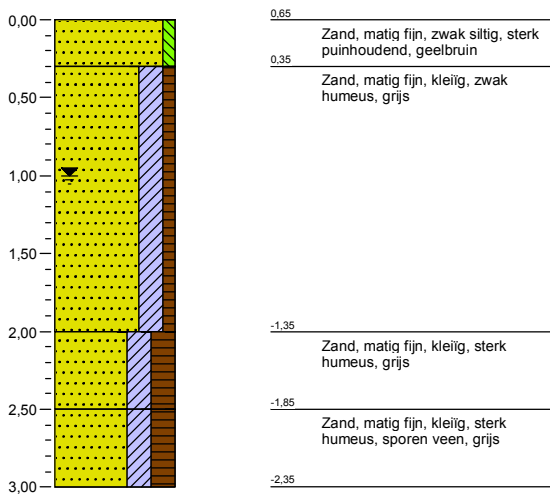 0,00
0,50
1,00
1,50
2,00
2,50
3,00
0,65
Zand, matig fijn, zwak siltig, sterk
puinhoudend, geelbruin
0,35
Zand, matig fijn, kleiïg, zwak
humeus, grijs
-1,35
Zand, matig fijn, kleiïg, sterk
humeus, grijs
-1,85
Zand, matig fijn, kleiïg, sterk
humeus, sporen veen, grijs
-2,35